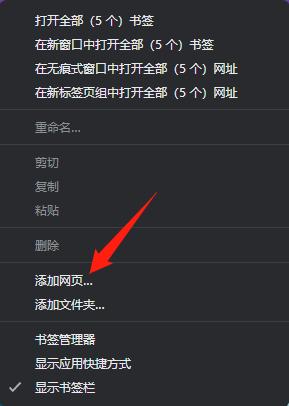 打开全部（5 个）书签
在新窗口中打开全部（5 个）书签
在无痕式窗口中打开全部（5 个）网址
在新标签页组中打开全部（5 个）网址
重命名...
剪切
复制
粘贴
删除
添加网页...
添加文件夹...
书签管理器
显示应用快捷方式
显示书签栏